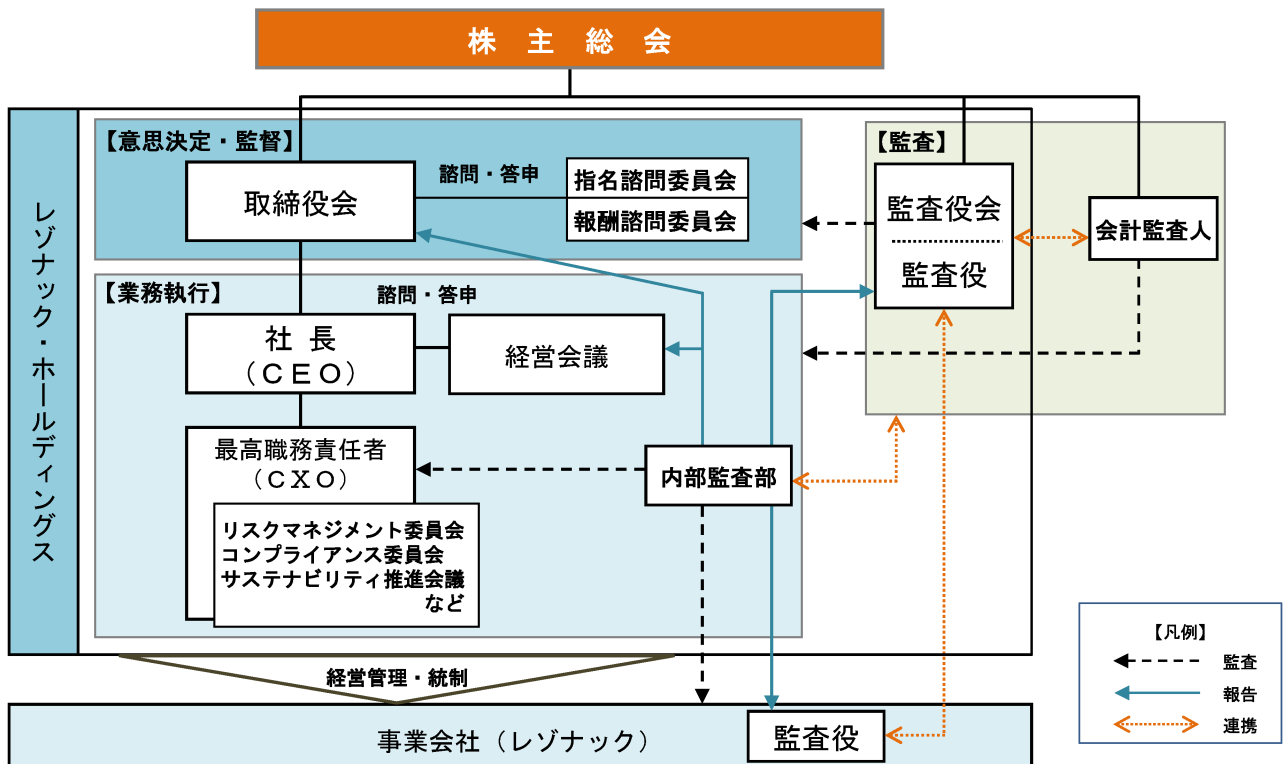 株 主 総 会
レゾナック・ホールディングス
【意思決定・監督】
取締役会
諮問・答申
指名諮問委員会
報酬諮問委員会
【監査】
監査役会
監査役
会計監査人
【業務執行】
諮問・答申
社 長
（ＣＥＯ）
経営会議
最高職務責任者
（ＣＸＯ）
リスクマネジメント委員会
コンプライアンス委員会
サステナビリティ推進会議
など
内部監査部
経営管理・統制
事業会社（レゾナック）
監査役
【凡例】
監査
報告
連携